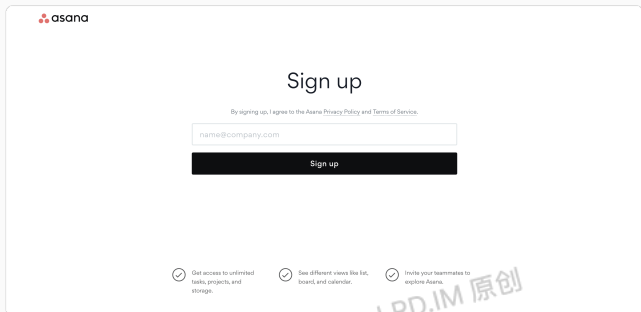 asana
Sign up
By signing up, I agree to the Asana Privacy Policy and Terms of Service.
name@company.com
Sign up
Get access to unlimited
tasks, projects, and
storage.
See different views like list,
board, and calendar.
Invite your teammates to
explore Asana.
.IM 原创